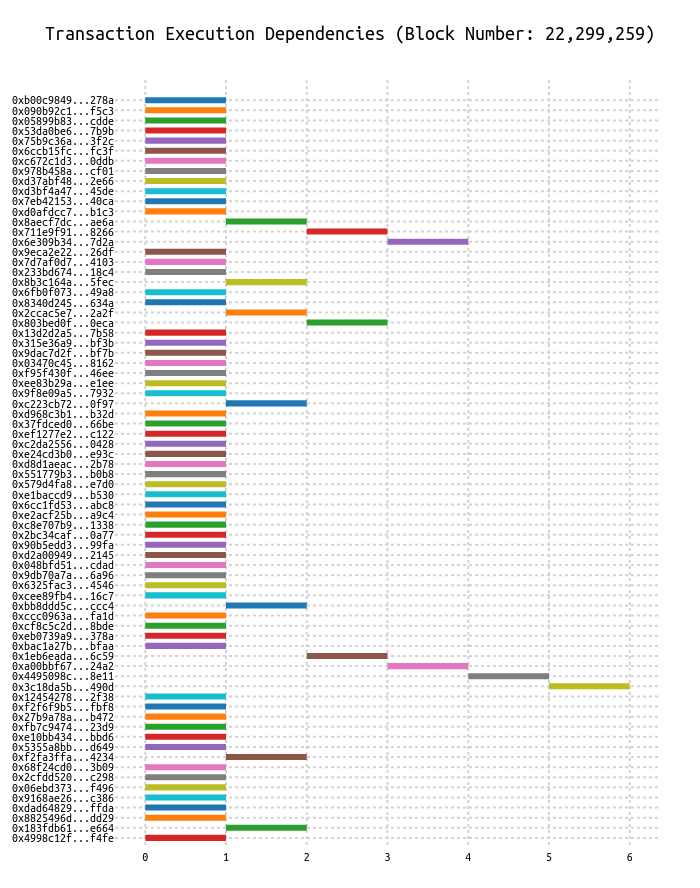 Transaction Execution Dependencies (Block Number: 22,299,259)
0xb00c9849...278a
0x090b92c1...f5c3
0x05899b83...cdde
0x53da0be6...7b9b
0x75b9c36a...3f2c
0x6ccb15fc...fc3f
0xc672c1d3...0ddb
0x978b458a...cf01
0xd37abf48...2e66
0xd3bf4a47...45de
0x7eb42153...40ca
0xd0afdcc7...b1c3
0x8aecf7dc...ae6a
0x711e9f91...8266
0x6e309b34...7d2a
0x9eca2e22...26df
0x7d7af0d7...4103
0x233bd674...18c4
0x8b3c164a...5fec
0x6fb0f073...49a8
0x8340d245...634a
0x2ccac5e7...2a2f
0x803bed0f...0eca
0x13d2d2a5...7b58
0x315e36a9...bf3b
0x9dac7d2f...bf7b
0x03470c45...8162
0xf95f430f...46ee
0xee83b29a...e1ee
0x9f8e09a5...7932
0xc223cb72...0f97
0xd968c3b1...b32d
0x37fdced0...66be
0xef1277e2...c122
0xc2da2556...0428
0xe24cd3b0...e93c
0xd8d1aeac...2b78
0x551779b3...b0b8
0x579d4fa8...e7d0
0xe1baccd9...b530
0x6cc1fd53...abc8
0xe2acf25b...a9c4
0xc8e707b9...1338
0x2bc34caf...0a77
0x90b5edd3...99fa
0xd2a00949...2145
0x048bfd51...cdad
0x9db70a7a...6a96
0x6325fac3...4546
0xcee89fb4...16c7
0xbb8ddd5c...ccc4
0xccc0963a...fa1d
0xcf8c5c2d...8bde
0xeb0739a9...378a
0xbac1a27b...bfaa
0x1eb6eada...6c59
0xa00bbf67...24a2
0x4495098c...8e11
0x3c18da5b...490d
0x12454278...2f38
0xf2f6f9b5...fbf8
0x27b9a78a...b472
0xfb7c9474...23d9
0xe10bb434...bbd6
0x5355a8bb...d649
0xf2fa3ffa...4234
0x68f24cd0...3b09
0x2cfdd520...c298
0x06ebd373...f496
0x9168ae26...c386
0xdad64829...ffda
0x8825496d...dd29
0x183fdb61...e664
0x4998c12f...f4fe
0 1 2 3 4 5 6